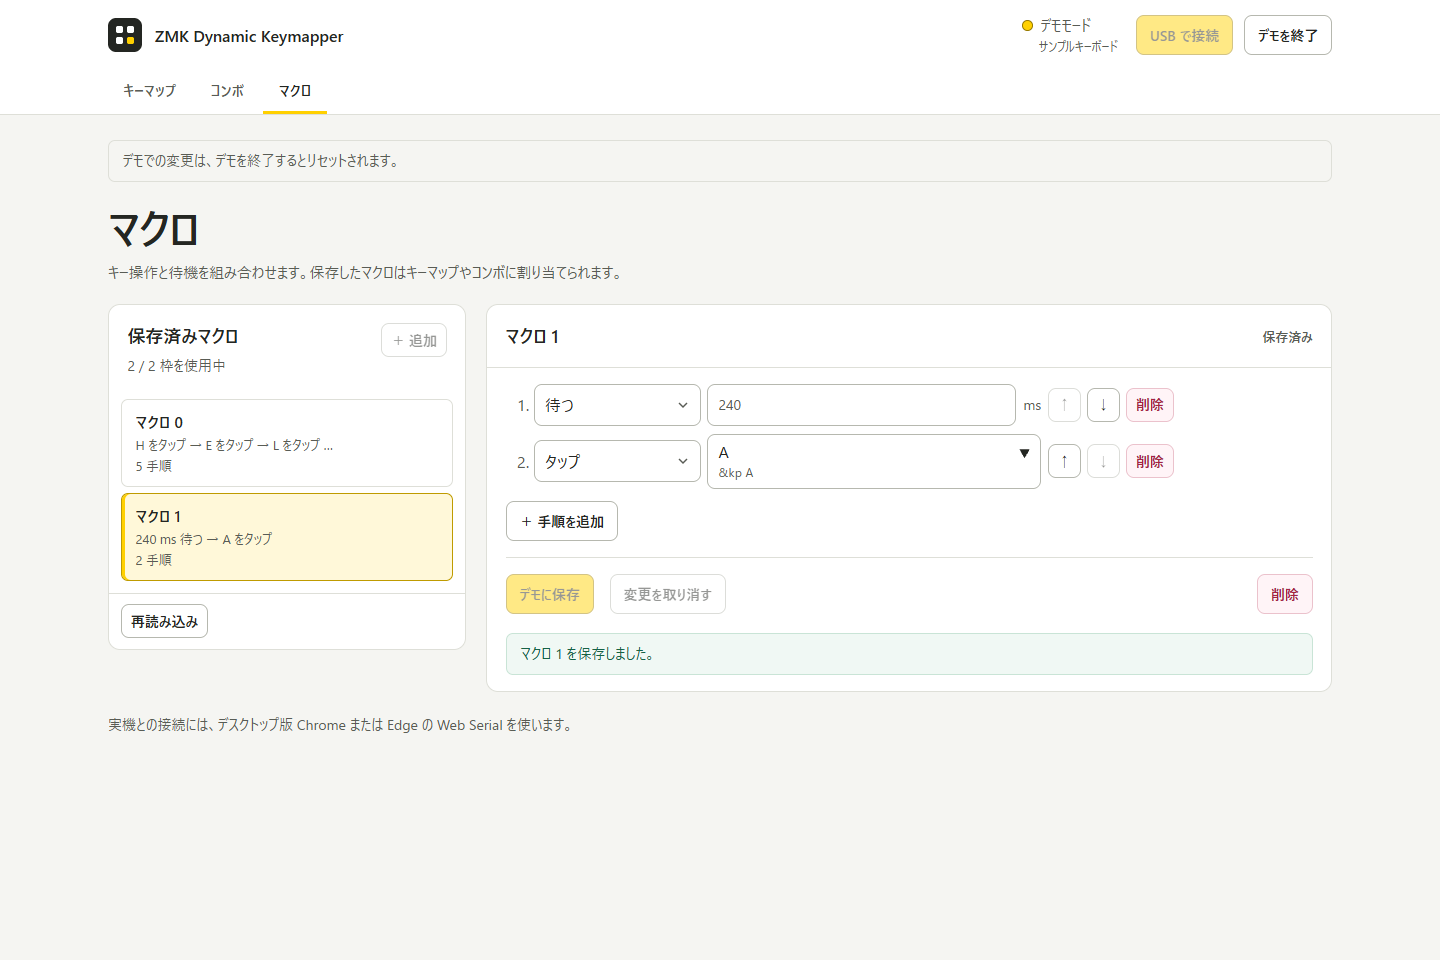 ZMK Dynamic Keymapper
デモモード
サンプルキーボード
USB で接続
デモを終了
キーマップ
コンボ
マクロ
デモでの変更は、デモを終了するとリセットされます。
マクロ
キー操作と待機を組み合わせます。保存したマクロはキーマップやコンボに割り当てられます。
保存済みマクロ
2 / 2 枠を使用中
＋ 追加
マクロ 0
H をタップ → E をタップ → L をタップ ...
5 手順
マクロ 1
240 ms 待つ → A をタップ
2 手順
再読み込み
マクロ 1
保存済み
1. 待つ 240 ms ↑ ↓ 削除
2. タップ A ▼ ↑ ↓ 削除
&kp A
＋ 手順を追加
デモに保存
変更を取り消す
削除
マクロ 1 を保存しました。
実機との接続には、デスクトップ版 Chrome または Edge の Web Serial を使います。